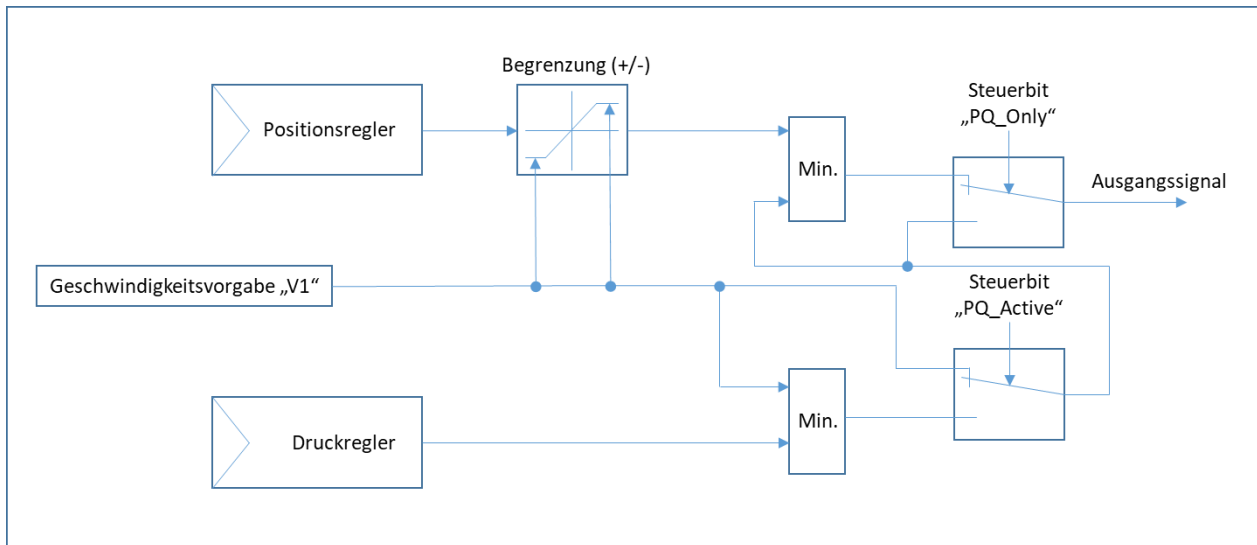 Begrenzung (+/-)
Positionsregler
Min.
Steuerbit
„PQ_Only“
Ausgangssignal
Geschwindigkeitsvorgabe „V1“
Steuerbit
„PQ_Active“
Druckregler
Min.